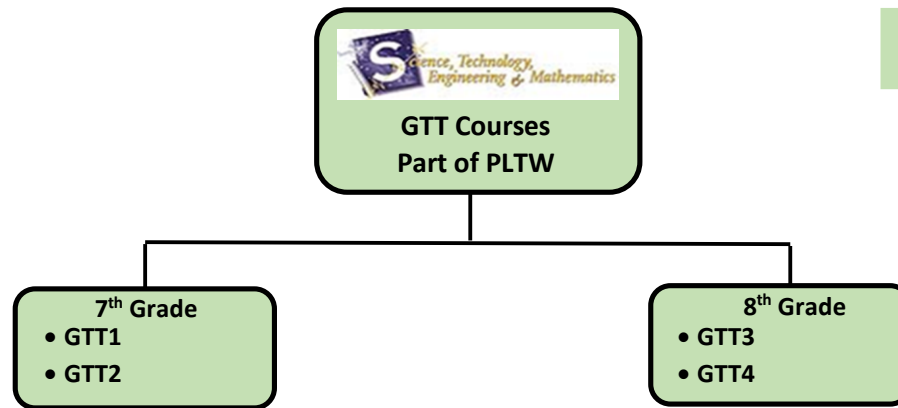 Science, Technology,
Engineering & Mathematics
GTT Courses
Part of PLTW
7th Grade
• GTT1
• GTT2
8th Grade
• GTT3
• GTT4